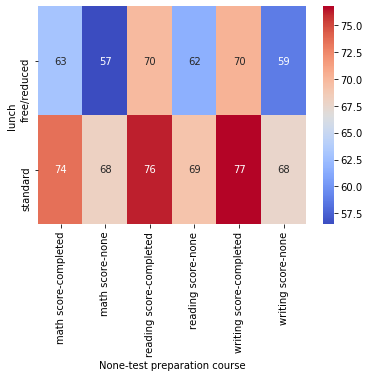 lunch
free/reduced
standard
63 57 70 62 70 59
74 68 76 69 77 68
math score-completed
math score-none
reading score-completed
reading score-none
writing score-completed
writing score-none
None-test preparation course
75.0
72.5
70.0
67.5
65.0
62.5
60.0
57.5